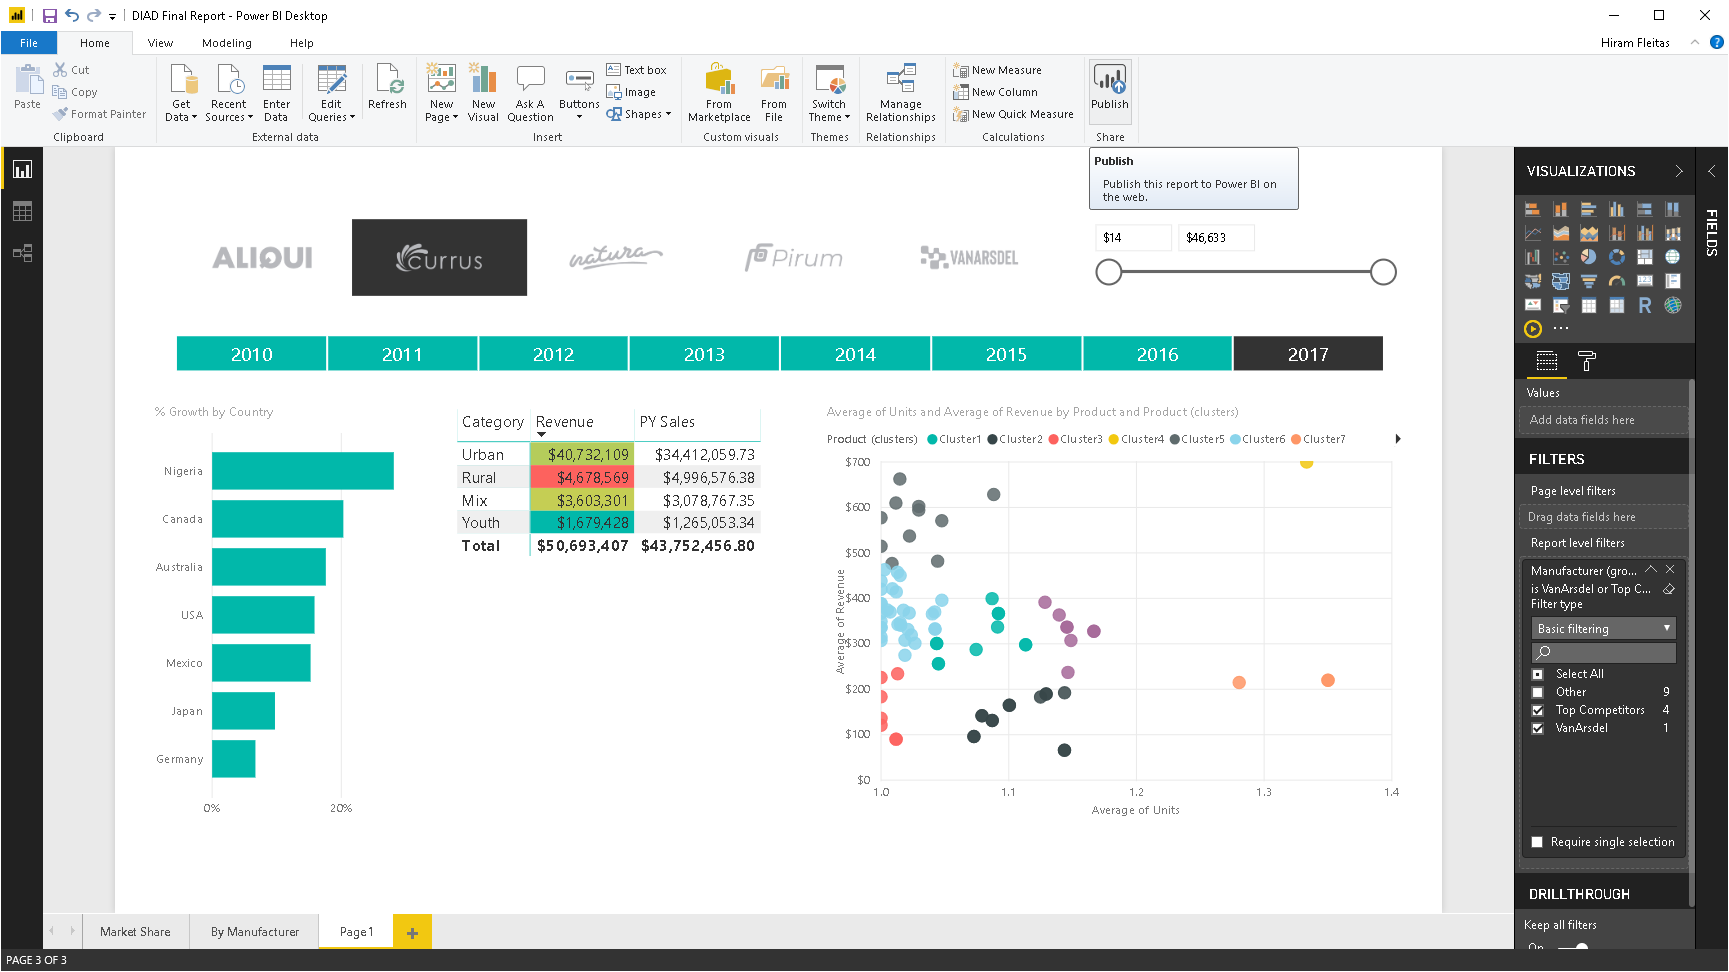 DIAD Final Report - Power BI Desktop
File Home View Modeling Help Hiram Fleitas
Paste
Cut
Copy
Format Painter
Clipboard
Get Data
Recent Sources
Enter Data
Edit Queries
External data
Refresh
New Page
New Visual
Ask A Question
Buttons
Text box
Image
Shapes
Insert
From Marketplace
From File
Custom visuals
Switch Theme
Themes
Manage Relationships
Relationships
New Measure
New Column
New Quick Measure
Calculations
Publish
Share
Publish
Publish this report to Power BI on
the web.
ALIQUI Currus natura Pirum VANARSDEL
$14 $46,633
2010 2011 2012 2013 2014 2015 2016 2017
% Growth by Country
Nigeria
Canada
Australia
USA
Mexico
Japan
Germany
0% 20%
Category Revenue PY Sales
Urban $40,732,109 $34,412,059.73
Rural $4,678,569 $4,996,576.38
Mix $3,603,301 $3,078,767.35
Youth $1,679,428 $1,265,053.34
Total $50,693,407 $43,752,456.80
Average of Units and Average of Revenue by Product and Product (clusters)
Product (clusters) Cluster1 Cluster2 Cluster3 Cluster4 Cluster5 Cluster6 Cluster7
$700
$600
$500
$400
$300
$200
$100
$0
Average of Revenue
1.0 1.1 1.2 1.3 1.4
Average of Units
VISUALIZATIONS
FIELDS
R
Values
Add data fields here
FILTERS
Page level filters
Drag data fields here
Report level filters
Manufacturer (gro...
is VanArsdel or Top C...
Filter type
Basic filtering
Select All
Other 9
Top Competitors 4
VanArsdel 1
Require single selection
DRILLTHROUGH
Keep all filters
On
Market Share By Manufacturer Page1
PAGE 3 OF 3